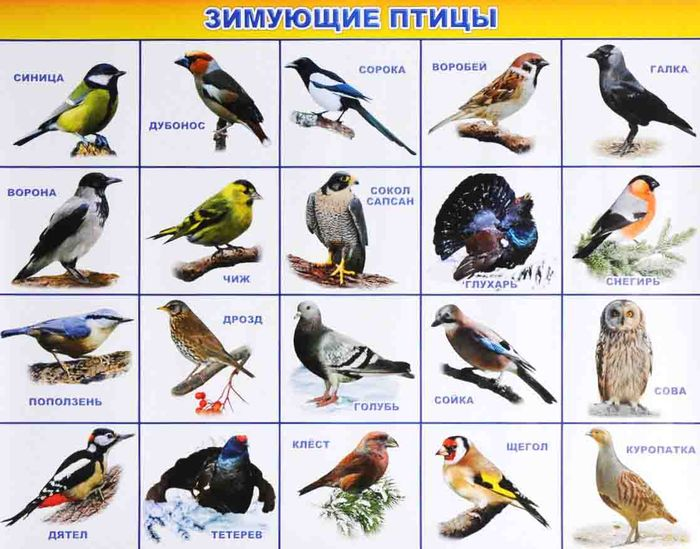 ЗИМУЮЩИЕ ПТИЦЫ
СИНИЦА
ДУБОНОС
СОРОКА
ВОРОБЕЙ
ГАЛКА
ВОРОНА
ЧИЖ
СОКОЛ
САПСАН
ГЛУХАРЬ
СНЕГИРЬ
ПОПОЛЗЕНЬ
ДРОЗД
ГОЛУБЬ
СОЙКА
СОВА
ДЯТЕЛ
ТЕТЕРЕВ
КЛЁСТ
ЩЕГОЛ
КУРОПАТКА